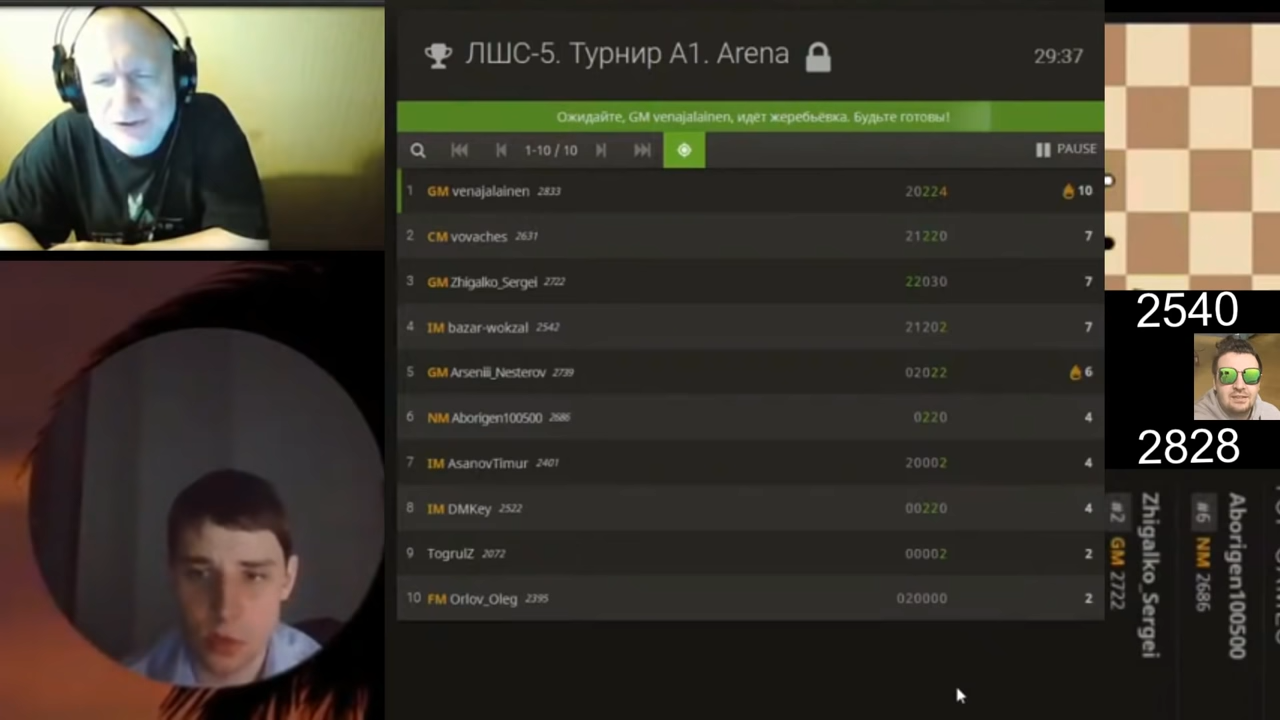 ЛШС-5. Турнир А1. Arena
29:37
Ожидайте, GM venajalainen, идёт жеребьёвка. Будьте готовы!
1-10 / 10
PAUSE
1 GM venajalainen 2833 20224 10
2 CM vovaches 2631 21220 7
3 GM Zhigalko_Sergei 2722 22030 7
4 IM bazar-wokzal 2542 21202 7
5 GM Arseniii_Nesterov 2739 02022 6
6 NM Aborigen100500 2686 0220 4
7 IM AsanovTimur 2401 20002 4
8 IM DMKey 2522 00220 4
9 TogrulZ 2072 00002 2
10 FM Orlov_Oleg 2395 020000 2
2540
2828
Zhigalko_Sergei
#2 GM 2722
Aborigen100500
#6 NM 2686